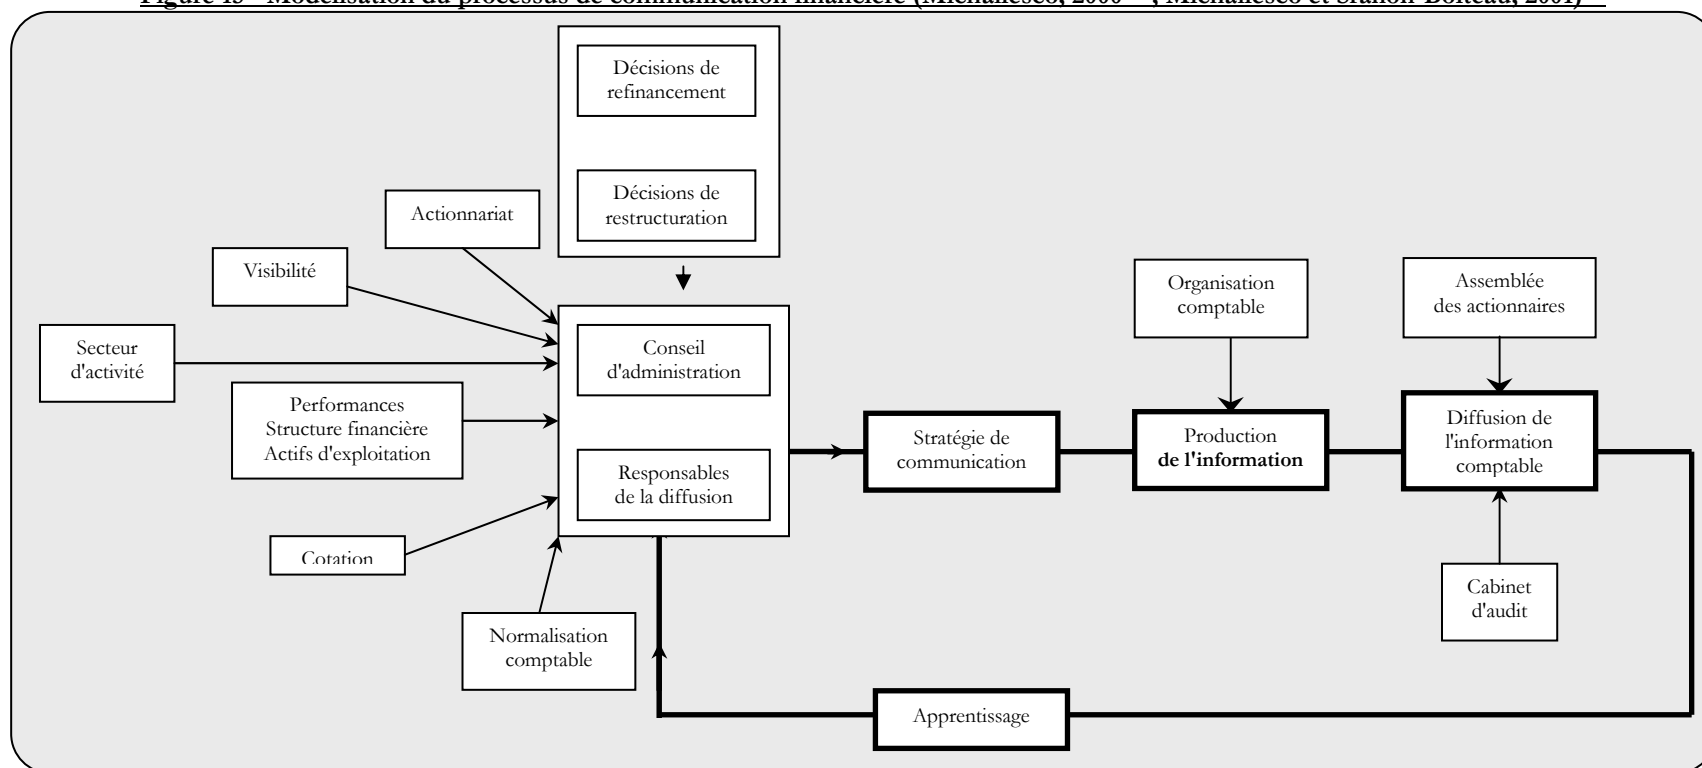 Décisions de
refinancement
Décisions de
restructuration
Actionnariat
Visibilité
Secteur
d'activité
Performances
Structure financière
Actifs d'exploitation
Cotation
Normalisation
comptable
Conseil
d'administration
Responsables
de la diffusion
Stratégie de
communication
Organisation
comptable
Production
de l'information
Assemblée
des actionnaires
Diffusion de
l'information
comptable
Cabinet
d'audit
Apprentissage